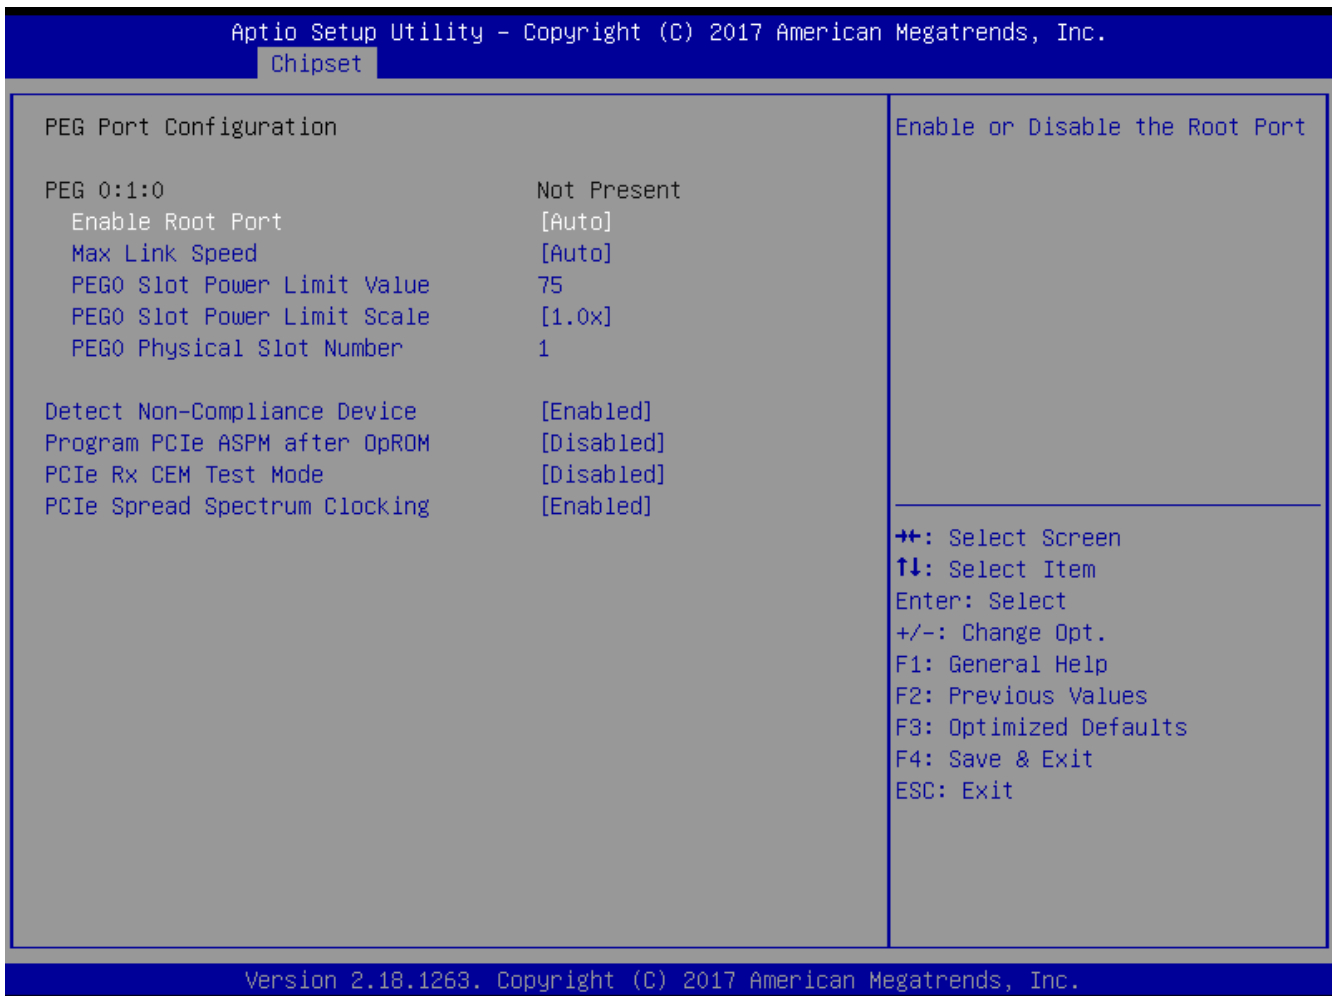 Aptio Setup Utility – Copyright (C) 2017 American Megatrends, Inc.
Chipset
PEG Port Configuration
PEG 0:1:0 Not Present
Enable Root Port [Auto]
Max Link Speed [Auto]
PEG0 Slot Power Limit Value 75
PEG0 Slot Power Limit Scale [1.0x]
PEG0 Physical Slot Number 1
Detect Non-Compliance Device [Enabled]
Program PCIe ASPM after OpROM [Disabled]
PCIe Rx CEM Test Mode [Disabled]
PCIe Spread Spectrum Clocking [Enabled]
Enable or Disable the Root Port
→←: Select Screen
↑↓: Select Item
Enter: Select
+/-: Change Opt.
F1: General Help
F2: Previous Values
F3: Optimized Defaults
F4: Save & Exit
ESC: Exit
Version 2.18.1263. Copyright (C) 2017 American Megatrends, Inc.